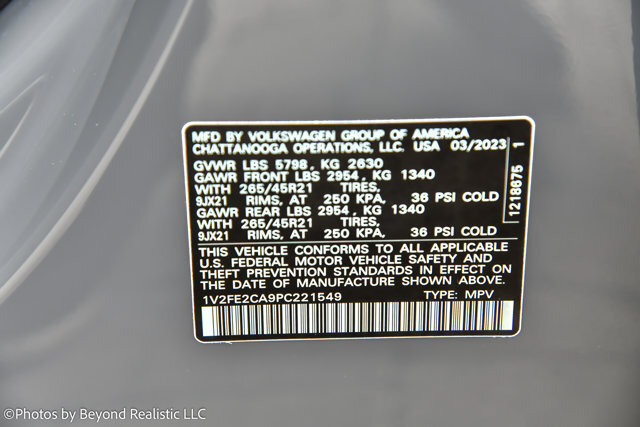 MFD BY VOLKSWAGEN GROUP OF AMERICA
CHATTANOOGA OPERATIONS, LLC. USA 03/2023
GVWR LBS 5798, KG 2630
GAWR FRONT LBS 2954, KG 1340
WITH 265/45R21 TIRES,
9JX21 RIMS, AT 250 KPA, 36 PSI COLD
GAWR REAR LBS 2954, KG 1340
WITH 265/45R21 TIRES,
9JX21 RIMS, AT 250 KPA, 36 PSI COLD
THIS VEHICLE CONFORMS TO ALL APPLICABLE
U.S. FEDERAL MOTOR VEHICLE SAFETY AND
THEFT PREVENTION STANDARDS IN EFFECT ON
THE DATE OF MANUFACTURE SHOWN ABOVE.
1V2FE2CA9PC221549 TYPE: MPV
1218675 1
©Photos by Beyond Realistic LLC